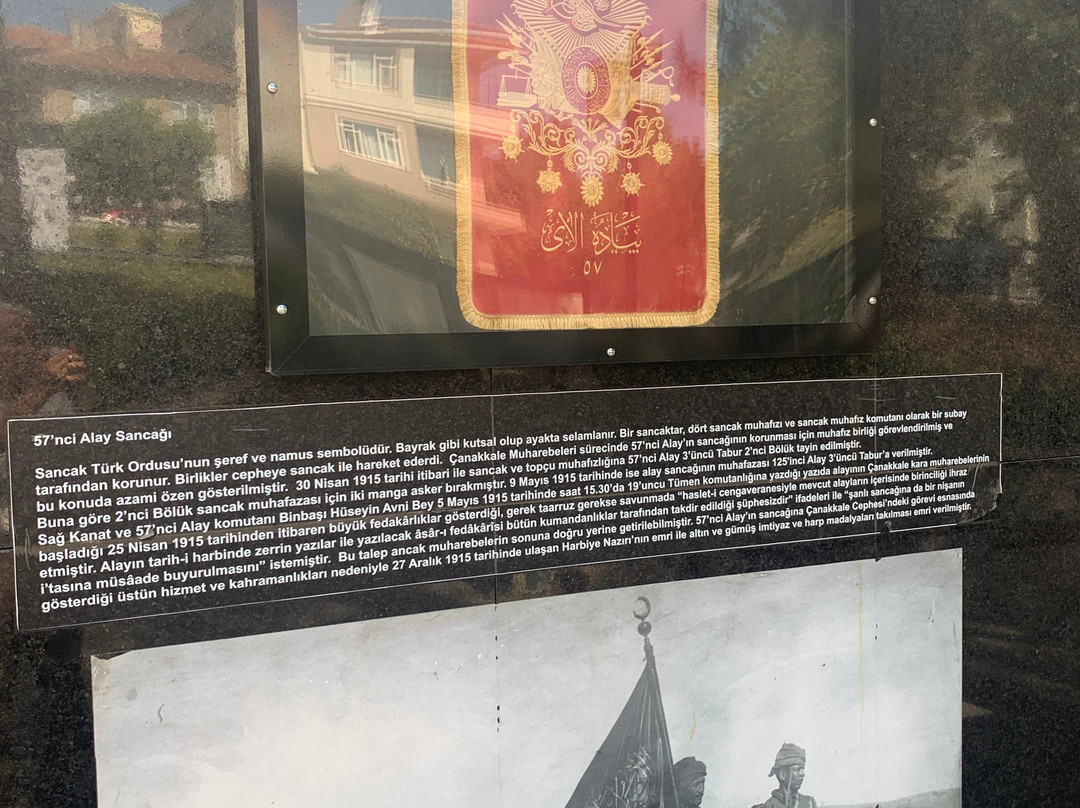 پیاده الای
٥٧
57'nci Alay Sancağı
Sancak Türk Ordusu'nun şeref ve namus sembolüdür. Bayrak gibi kutsal olup ayakta selamlanır. Bir sancaktar, dört sancak muhafızı ve sancak muhafız komutanı olarak bir subay
tarafından korunur. Birlikler cepheye sancak ile hareket ederdi. Çanakkale Muharebeleri sürecinde 57'nci Alay'ın sancağının korunması için muhafız birliği görevlendirilmiş ve
bu konuda azami özen gösterilmiştir. 30 Nisan 1915 tarihi itibari ile sancak ve topçu muhafızlığına 57'nci Alay 3'üncü Tabur 2'nci Bölük tayin edilmiştir.
Buna göre 2'nci Bölük sancak muhafazası için iki manga asker bırakmıştır. 9 Mayıs 1915 tarihinde ise alay sancağının muhafazası 125'inci Alay 3'üncü Tabur'a verilmiştir.
Sağ Kanat ve 57'nci Alay komutanı Binbaşı Hüseyin Avni Bey 5 Mayıs 1915 tarihinde saat 15.30'da 19'uncu Tümen komutanlığına yazdığı yazıda alayının Çanakkale kara muharebelerinin
başladığı 25 Nisan 1915 tarihinden itibaren büyük fedakârlıklar gösterdiği, gerek taarruz gerekse savunmada "haslet-i cengaveranesiyle mevcut alayların içerisinde birinciliği ihraz
etmiştir. Alayın tarih-i harbinde zerrin yazılar ile yazılacak âsâr-ı fedâkârîsi bütün kumandanlıklar tarafından takdir edildiği şüphesizdir" ifadeleri ile "şanlı sancağına da bir nişanın
i'tasına müsâade buyurulmasını" istemiştir. Bu talep ancak muharebelerin sonuna doğru yerine getirilebilmiştir. 57'nci Alay'ın sancağına Çanakkale Cephesi'ndeki görevi esnasında
gösterdiği üstün hizmet ve kahramanlıkları nedeniyle 27 Aralık 1915 tarihinde ulaşan Harbiye Nazırı'nın emri ile altın ve gümüş imtiyaz ve harp madalyaları takılması emri verilmiştir.